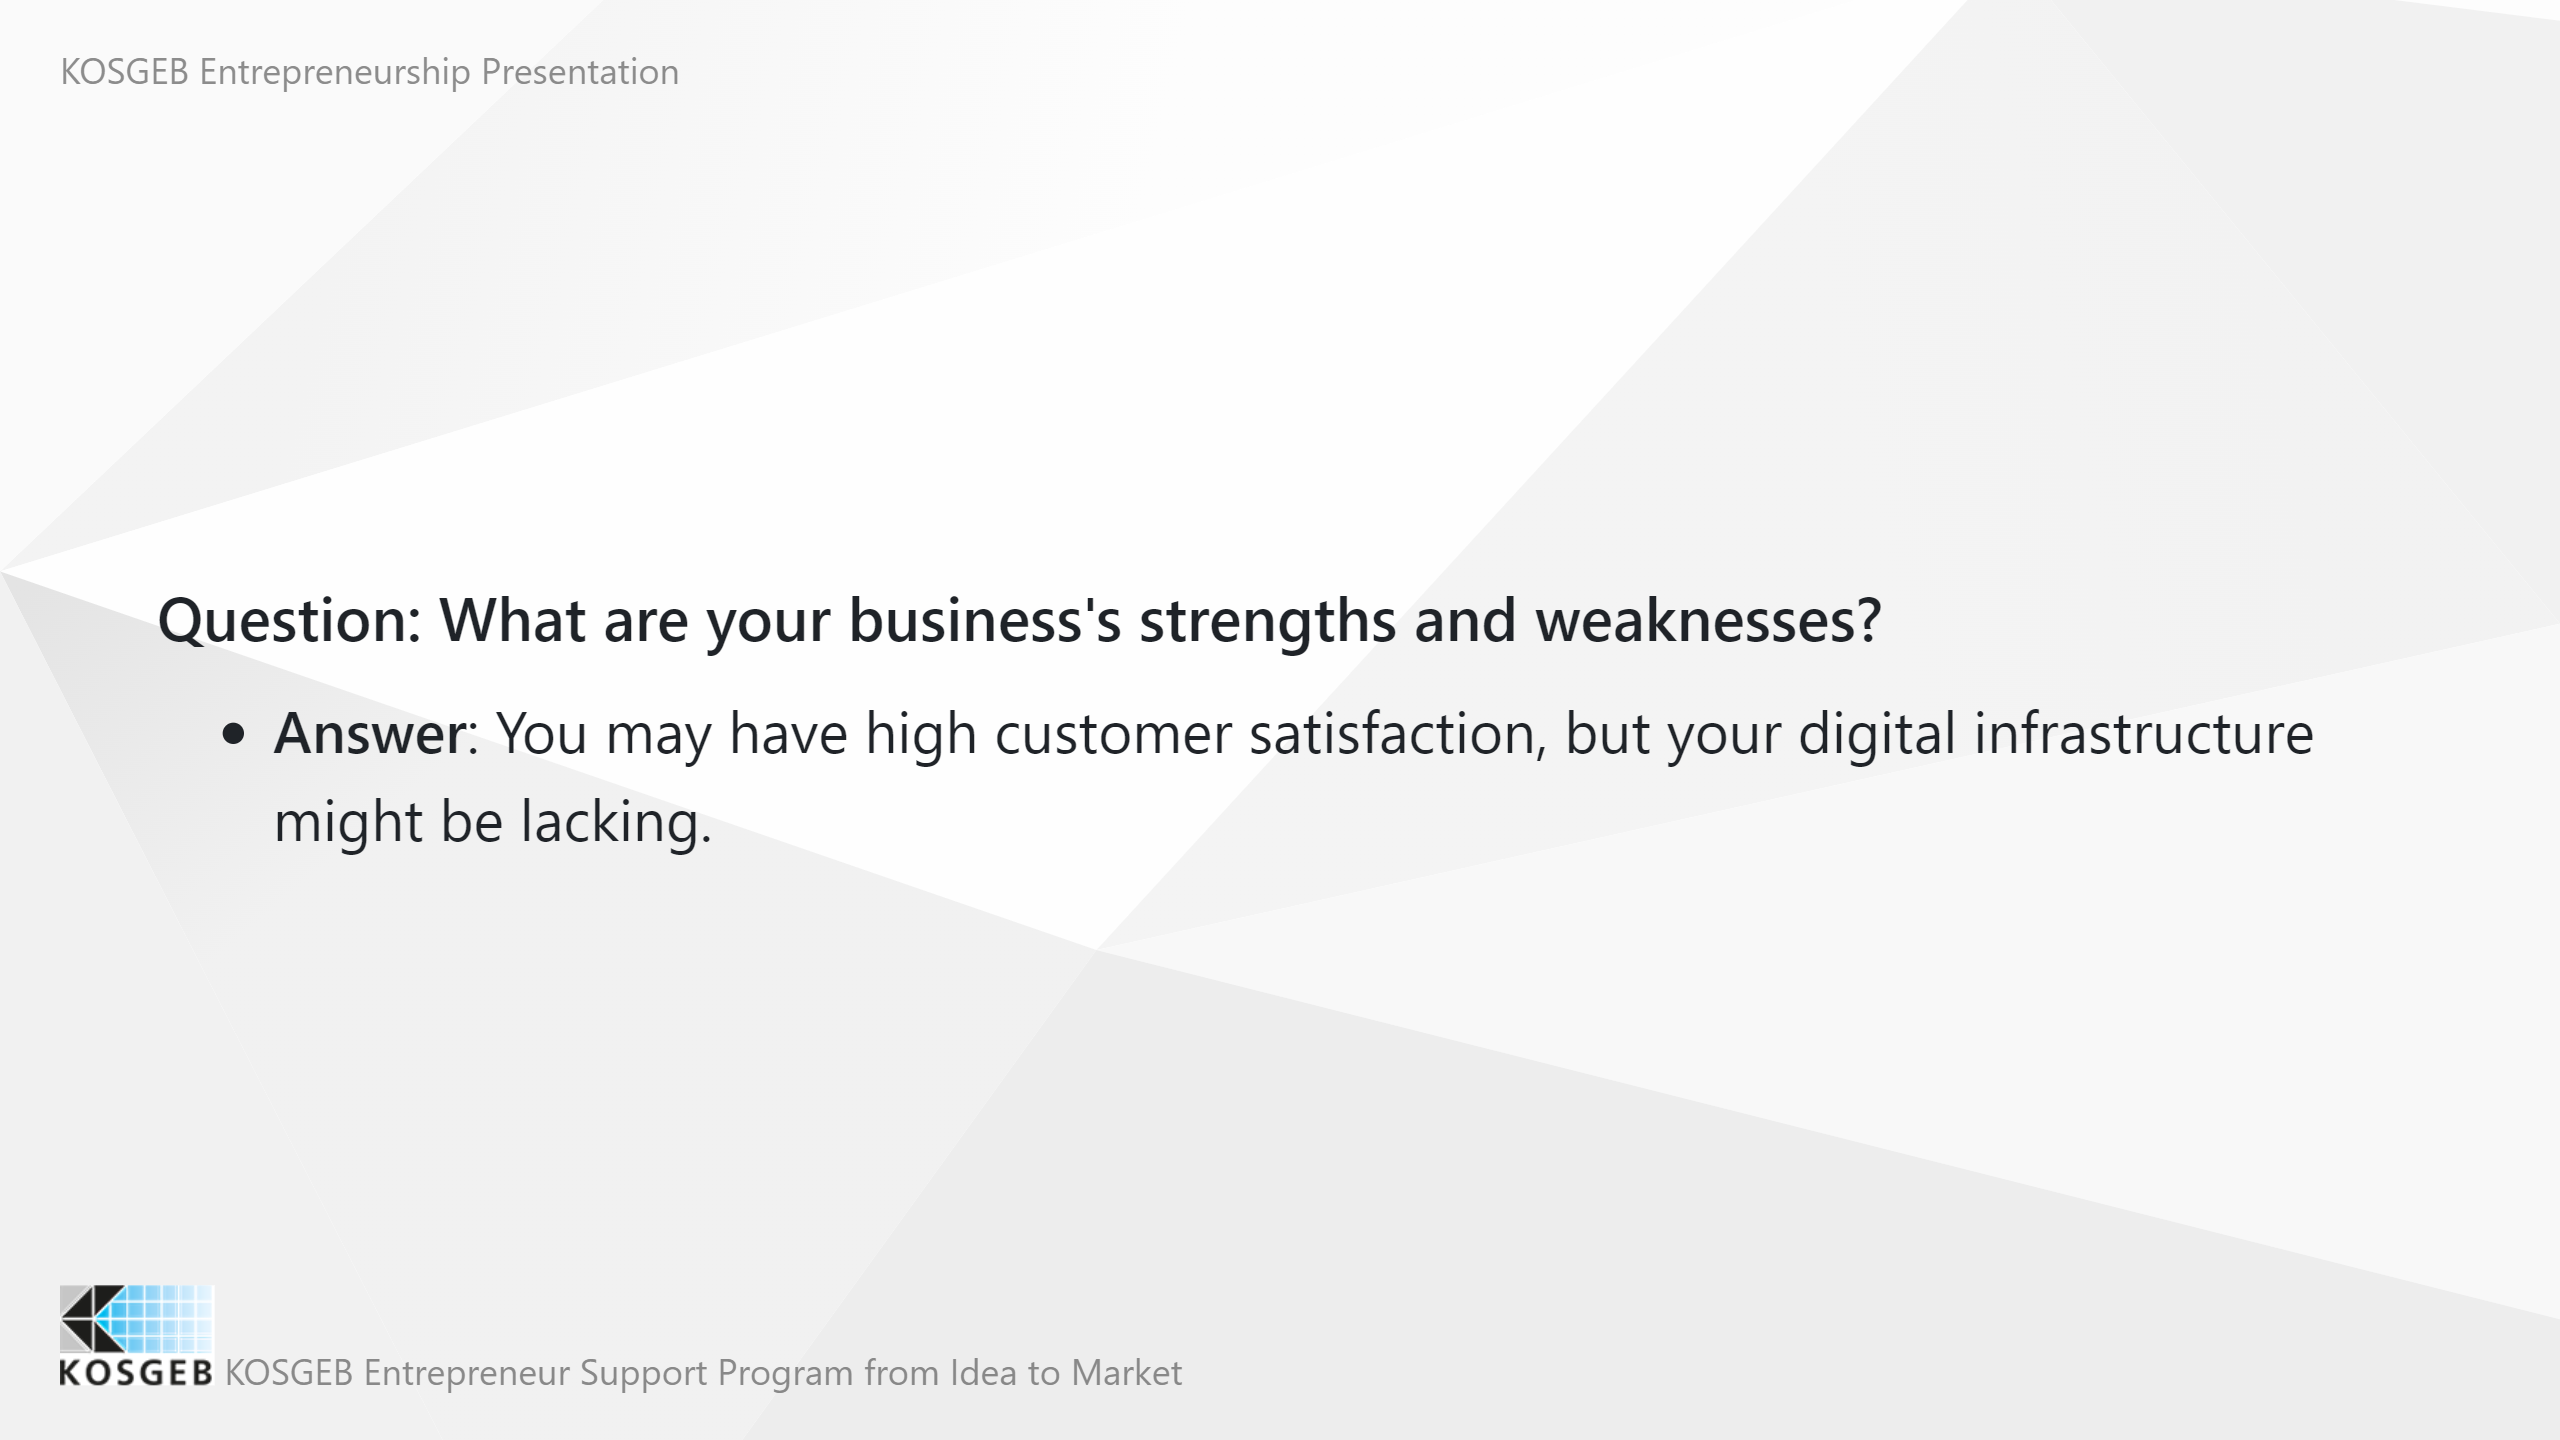 KOSGEB Entrepreneurship Presentation
Question: What are your business's strengths and weaknesses?
• Answer: You may have high customer satisfaction, but your digital infrastructure
might be lacking.
KOSGEB KOSGEB Entrepreneur Support Program from Idea to Market